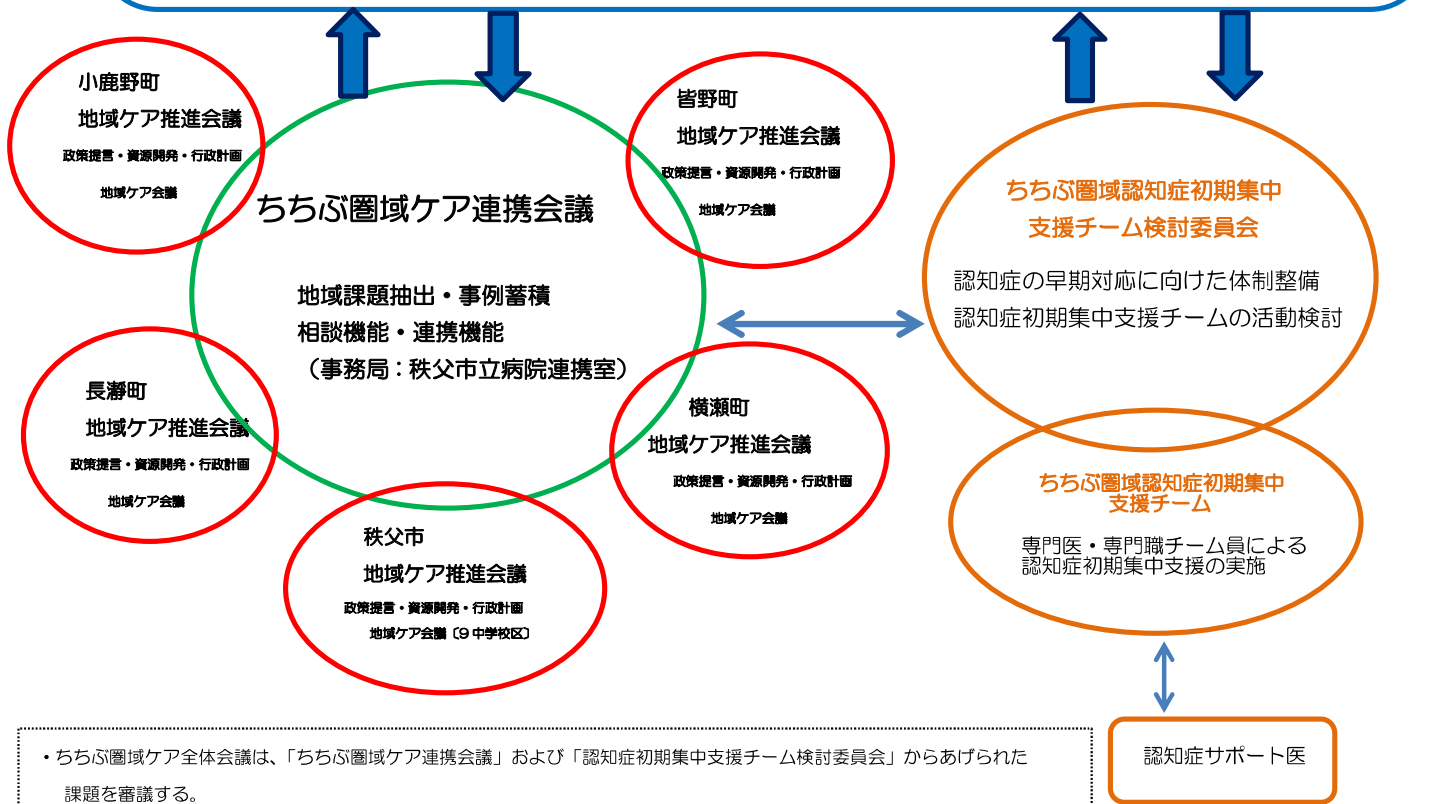 小鹿野町
地域ケア推進会議
政策提言・資源開発・行政計画
地域ケア会議
皆野町
地域ケア推進会議
政策提言・資源開発・行政計画
地域ケア会議
ちちぶ圏域ケア連携会議
地域課題抽出・事例蓄積
相談機能・連携機能
（事務局：秩父市立病院連携室）
長瀞町
地域ケア推進会議
政策提言・資源開発・行政計画
地域ケア会議
横瀬町
地域ケア推進会議
政策提言・資源開発・行政計画
地域ケア会議
秩父市
地域ケア推進会議
政策提言・資源開発・行政計画
地域ケア会議〔9中学校区〕
ちちぶ圏域認知症初期集中
支援チーム検討委員会
認知症の早期対応に向けた体制整備
認知症初期集中支援チームの活動検討
ちちぶ圏域認知症初期集中
支援チーム
専門医・専門職チーム員による
認知症初期集中支援の実施
認知症サポート医
・ちちぶ圏域ケア全体会議は、「ちちぶ圏域ケア連携会議」および「認知症初期集中支援チーム検討委員会」からあげられた
課題を審議する。